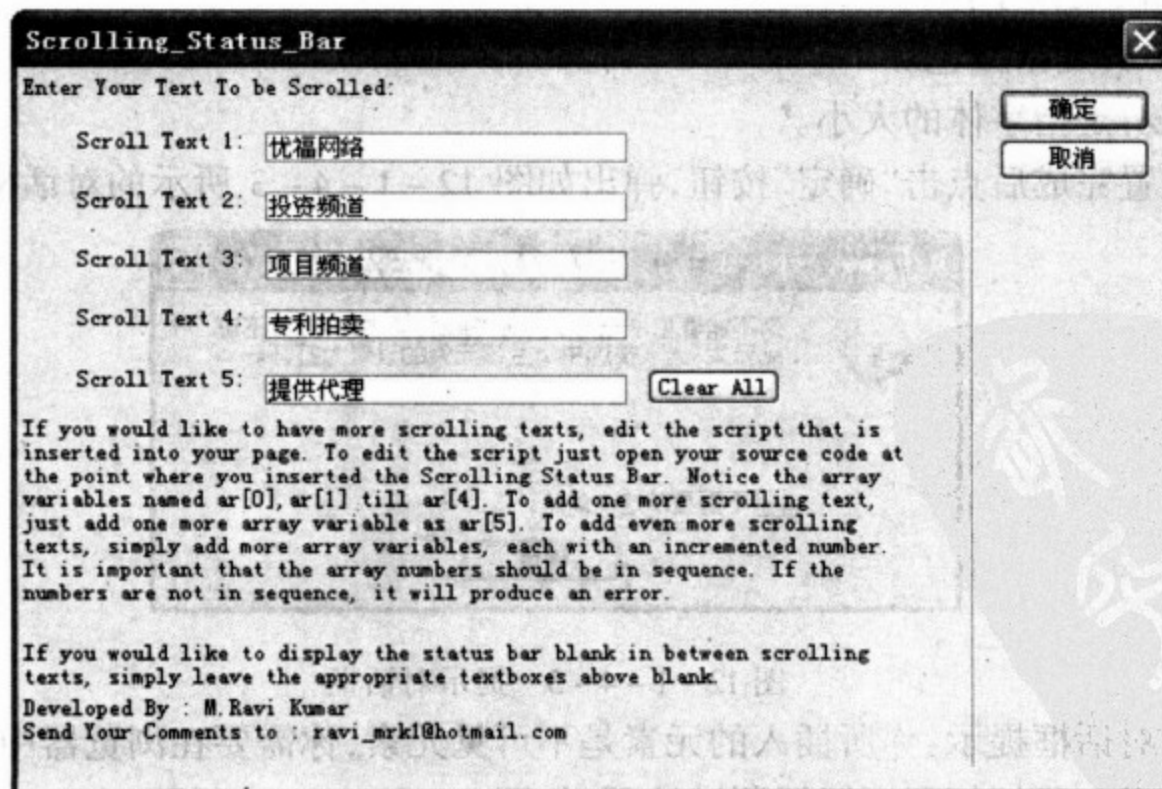 Scrolling_Status_Bar
Enter Your Text To be Scrolled:
确定
取消
Scroll Text 1: 优福网络
Scroll Text 2: 投资频道
Scroll Text 3: 项目频道
Scroll Text 4: 专利拍卖
Scroll Text 5: 提供代理 Clear All
If you would like to have more scrolling texts, edit the script that is
inserted into your page. To edit the script just open your source code at
the point where you inserted the Scrolling Status Bar. Notice the array
variables named ar[0],ar[1] till ar[4]. To add one more scrolling text,
just add one more array variable as ar[5]. To add even more scrolling
texts, simply add more array variables, each with an incremented number.
It is important that the array numbers should be in sequence. If the
numbers are not in sequence, it will produce an error.
If you would like to display the status bar blank in between scrolling
texts, simply leave the appropriate textboxes above blank.
Developed By : M.Ravi Kumar
Send Your Comments to : ravi_mrk1@hotmail.com